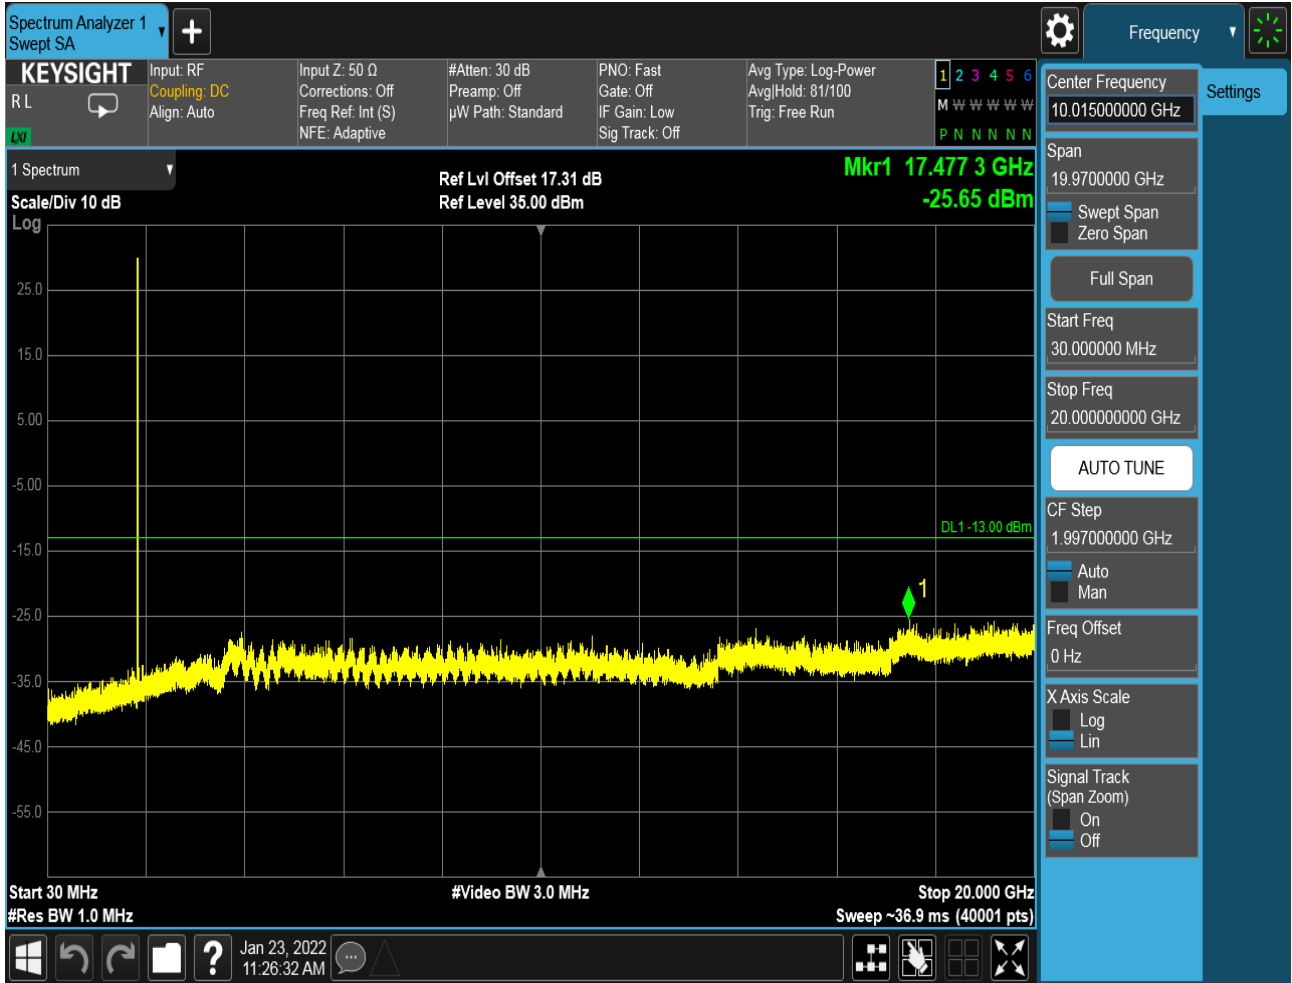 Spectrum Analyzer 1
Swept SA
+
Frequency
KEYSIGHT
R L
LXI
Input: RF
Coupling: DC
Align: Auto
Input Z: 50 Ω
Corrections: Off
Freq Ref: Int (S)
NFE: Adaptive
#Atten: 30 dB
Preamp: Off
µW Path: Standard
PNO: Fast
Gate: Off
IF Gain: Low
Sig Track: Off
Avg Type: Log-Power
Avg|Hold: 81/100
Trig: Free Run
1 2 3 4 5 6
M W W W W W
P N N N N N
1 Spectrum
Scale/Div 10 dB
Log
Ref Lvl Offset 17.31 dB
Ref Level 35.00 dBm
Mkr1 17.477 3 GHz
-25.65 dBm
25.0
15.0
5.00
-5.00
-15.0
-25.0
-35.0
-45.0
-55.0
DL1 -13.00 dBm
1
Start 30 MHz
#Res BW 1.0 MHz
#Video BW 3.0 MHz
Stop 20.000 GHz
Sweep ~36.9 ms (40001 pts)
Center Frequency
10.015000000 GHz
Settings
Span
19.9700000 GHz
Swept Span
Zero Span
Full Span
Start Freq
30.000000 MHz
Stop Freq
20.000000000 GHz
AUTO TUNE
CF Step
1.997000000 GHz
Auto
Man
Freq Offset
0 Hz
X Axis Scale
Log
Lin
Signal Track
(Span Zoom)
On
Off
?
Jan 23, 2022
11:26:32 AM